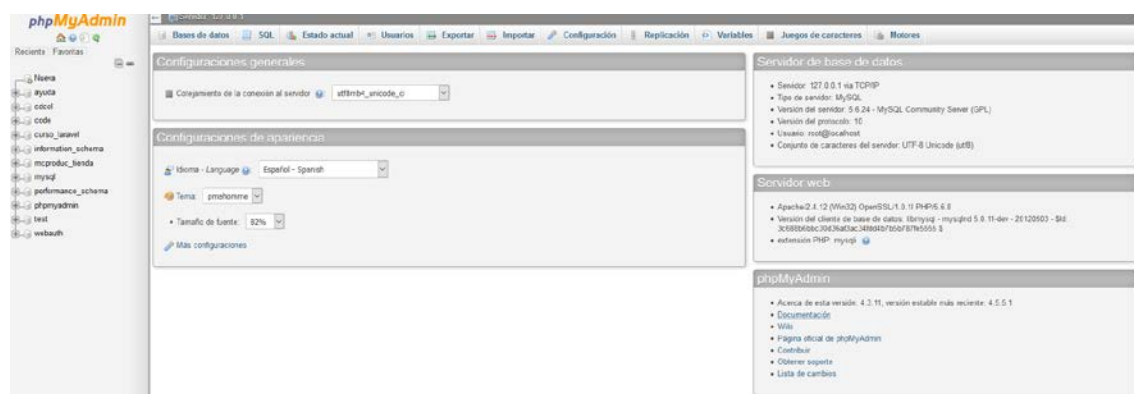 phpMyAdmin
Reciente Favoritas
Nueva
ayuda
cdcol
code
curso_laravel
information_schema
mcproduc_tienda
mysql
performance_schema
phpmyadmin
test
webauth
Servidor: 127.0.0.1
Bases de datos SQL Estado actual Usuarios Exportar Importar Configuración Replicación Variables Juegos de caracteres Motores
Configuraciones generales
Cotejamiento de la conexión al servidor utf8mb4_unicode_ci
Configuraciones de apariencia
Idioma - Language Español - Spanish
Tema: pmahomme
Tamaño de fuente: 82%
Más configuraciones
Servidor de base de datos
Servidor: 127.0.0.1 via TCP/IP
Tipo de servidor: MySQL
Versión del servidor: 5.6.24 - MySQL Community Server (GPL)
Versión del protocolo: 10
Usuario: root@localhost
Conjunto de caracteres del servidor: UTF-8 Unicode (utf8)
Servidor web
Apache/2.4.12 (Win32) OpenSSL/1.0.1l PHP/5.6.8
Versión del cliente de base de datos: libmysql - mysqlnd 5.0.11-dev - 20120503 - $Id:
extensión PHP: mysqli
phpMyAdmin
Acerca de esta versión: 4.3.11, versión estable más reciente: 4.5.5.1
Documentación
Wiki
Página oficial de phpMyAdmin
Contribuir
Obtener soporte
Lista de cambios